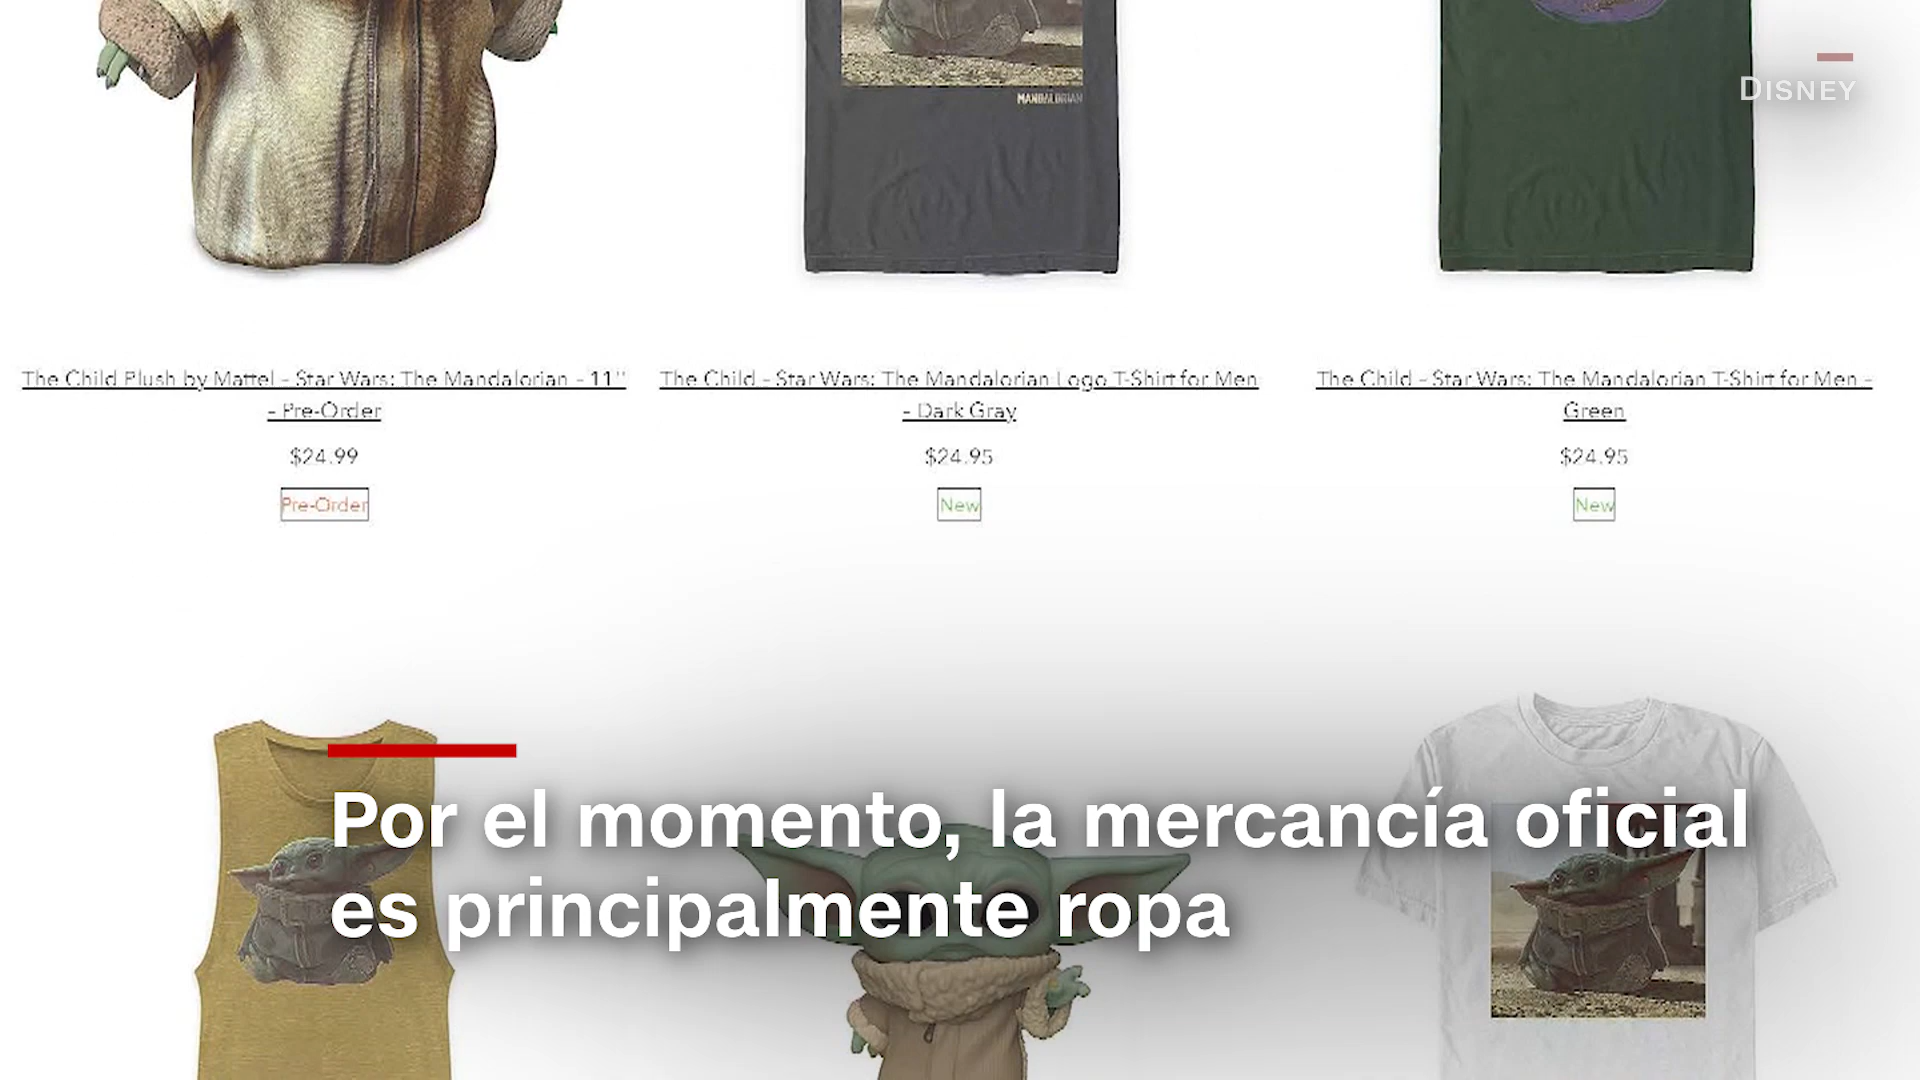 MANDALORIAN
DISNEY
The Child Plush by Mattel - Star Wars: The Mandalorian - 11''
- Pre-Order
$24.99
Pre-Order
The Child - Star Wars: The Mandalorian Logo T-Shirt for Men
- Dark Gray
$24.95
New
The Child - Star Wars: The Mandalorian T-Shirt for Men -
Green
$24.95
New
Por el momento, la mercancía oficial
es principalmente ropa